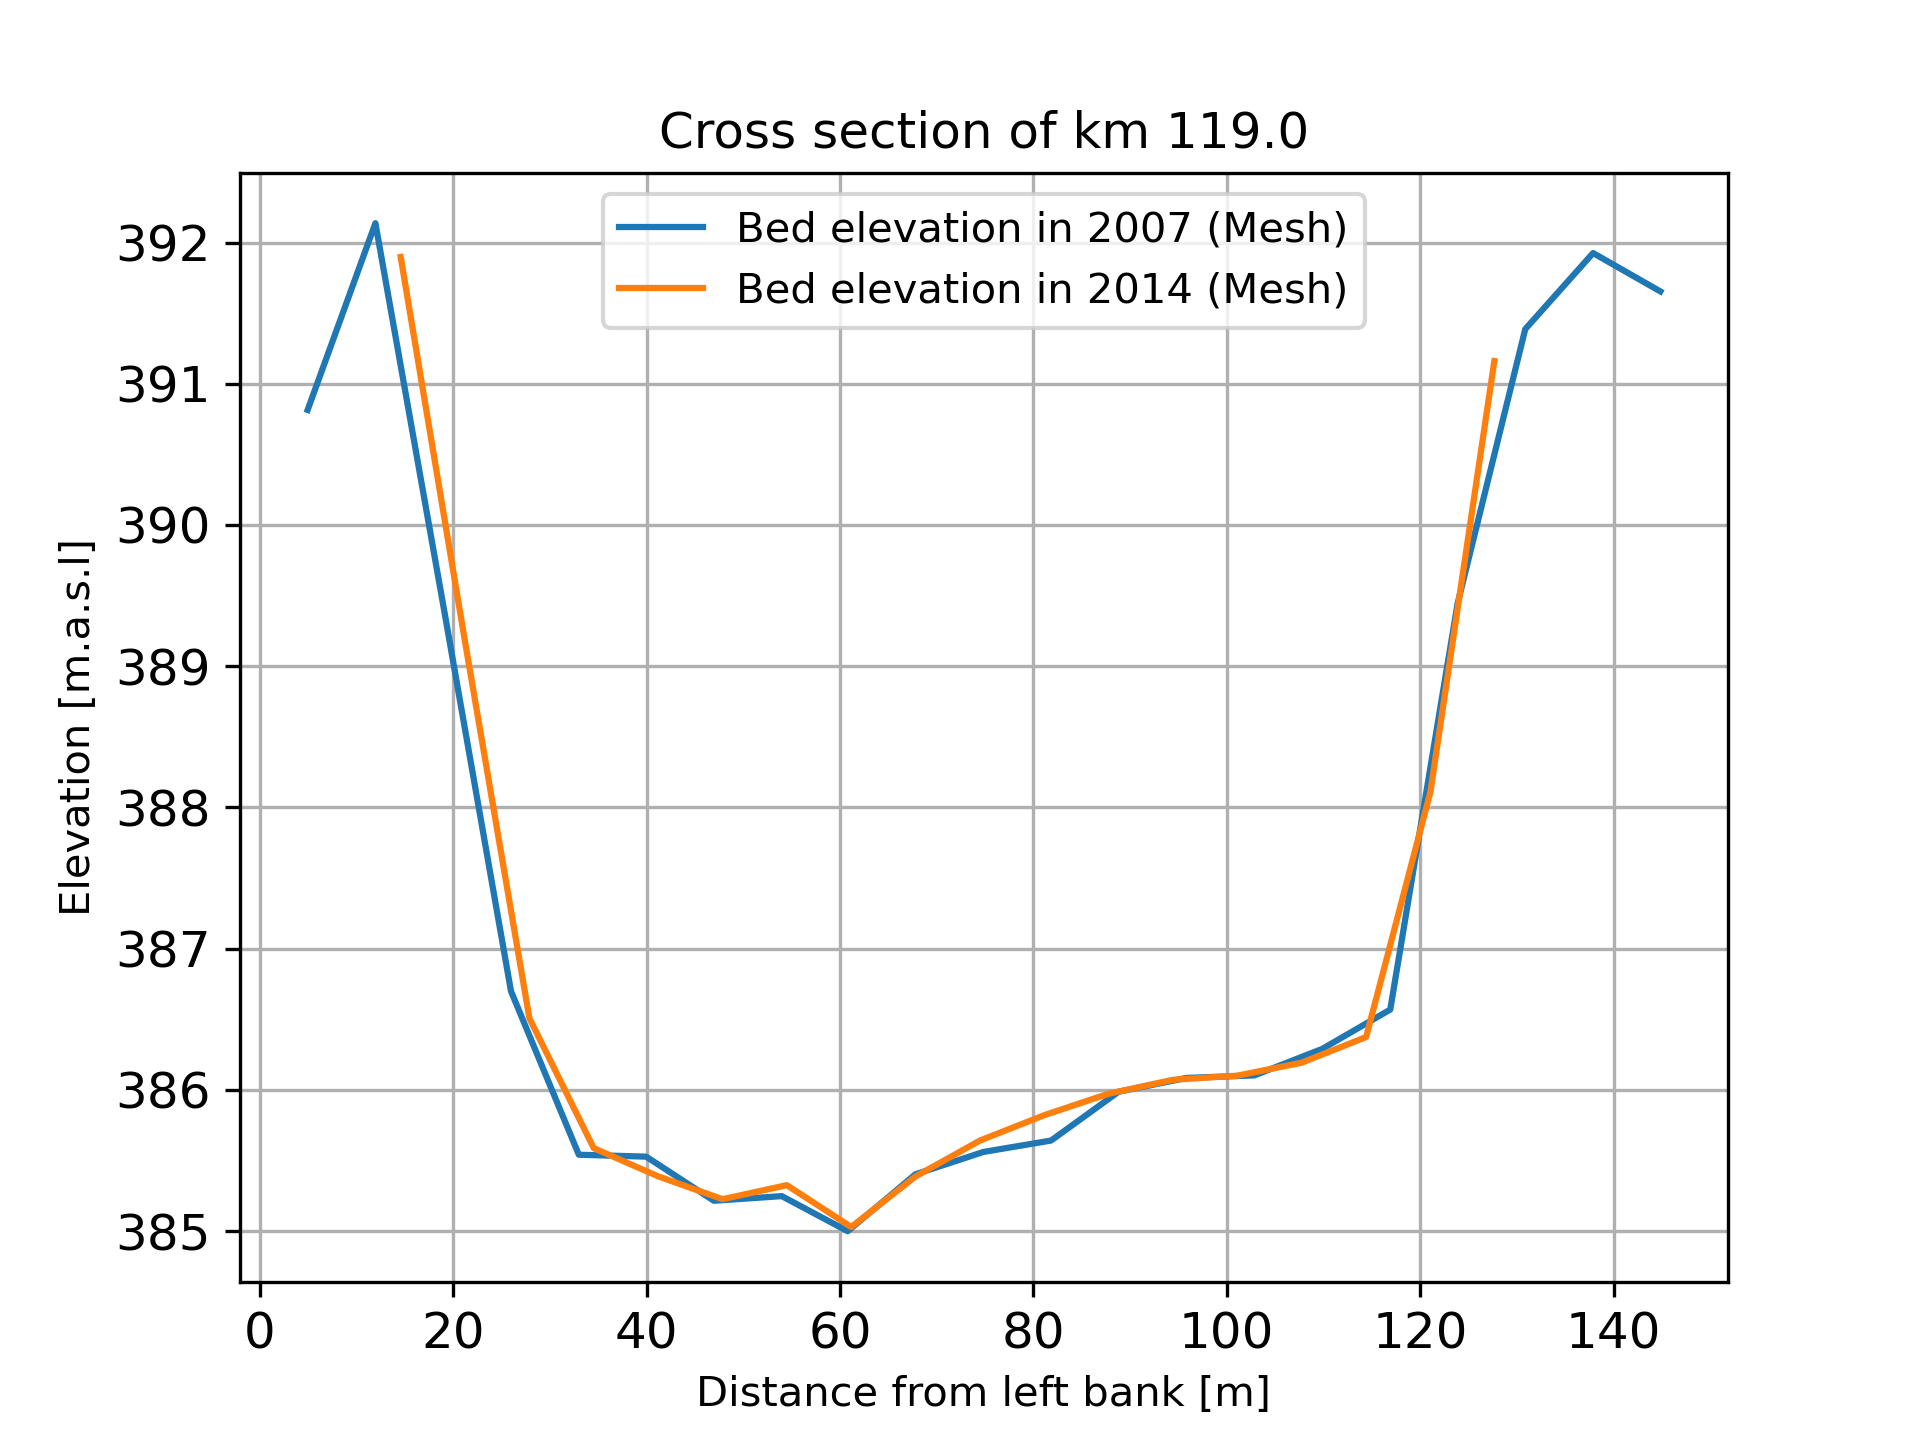 Cross section of km 119.0
Bed elevation in 2007 (Mesh)
Bed elevation in 2014 (Mesh)
Elevation [m.a.s.l]
392
391
390
389
388
387
386
385
0 20 40 60 80 100 120 140
Distance from left bank [m]